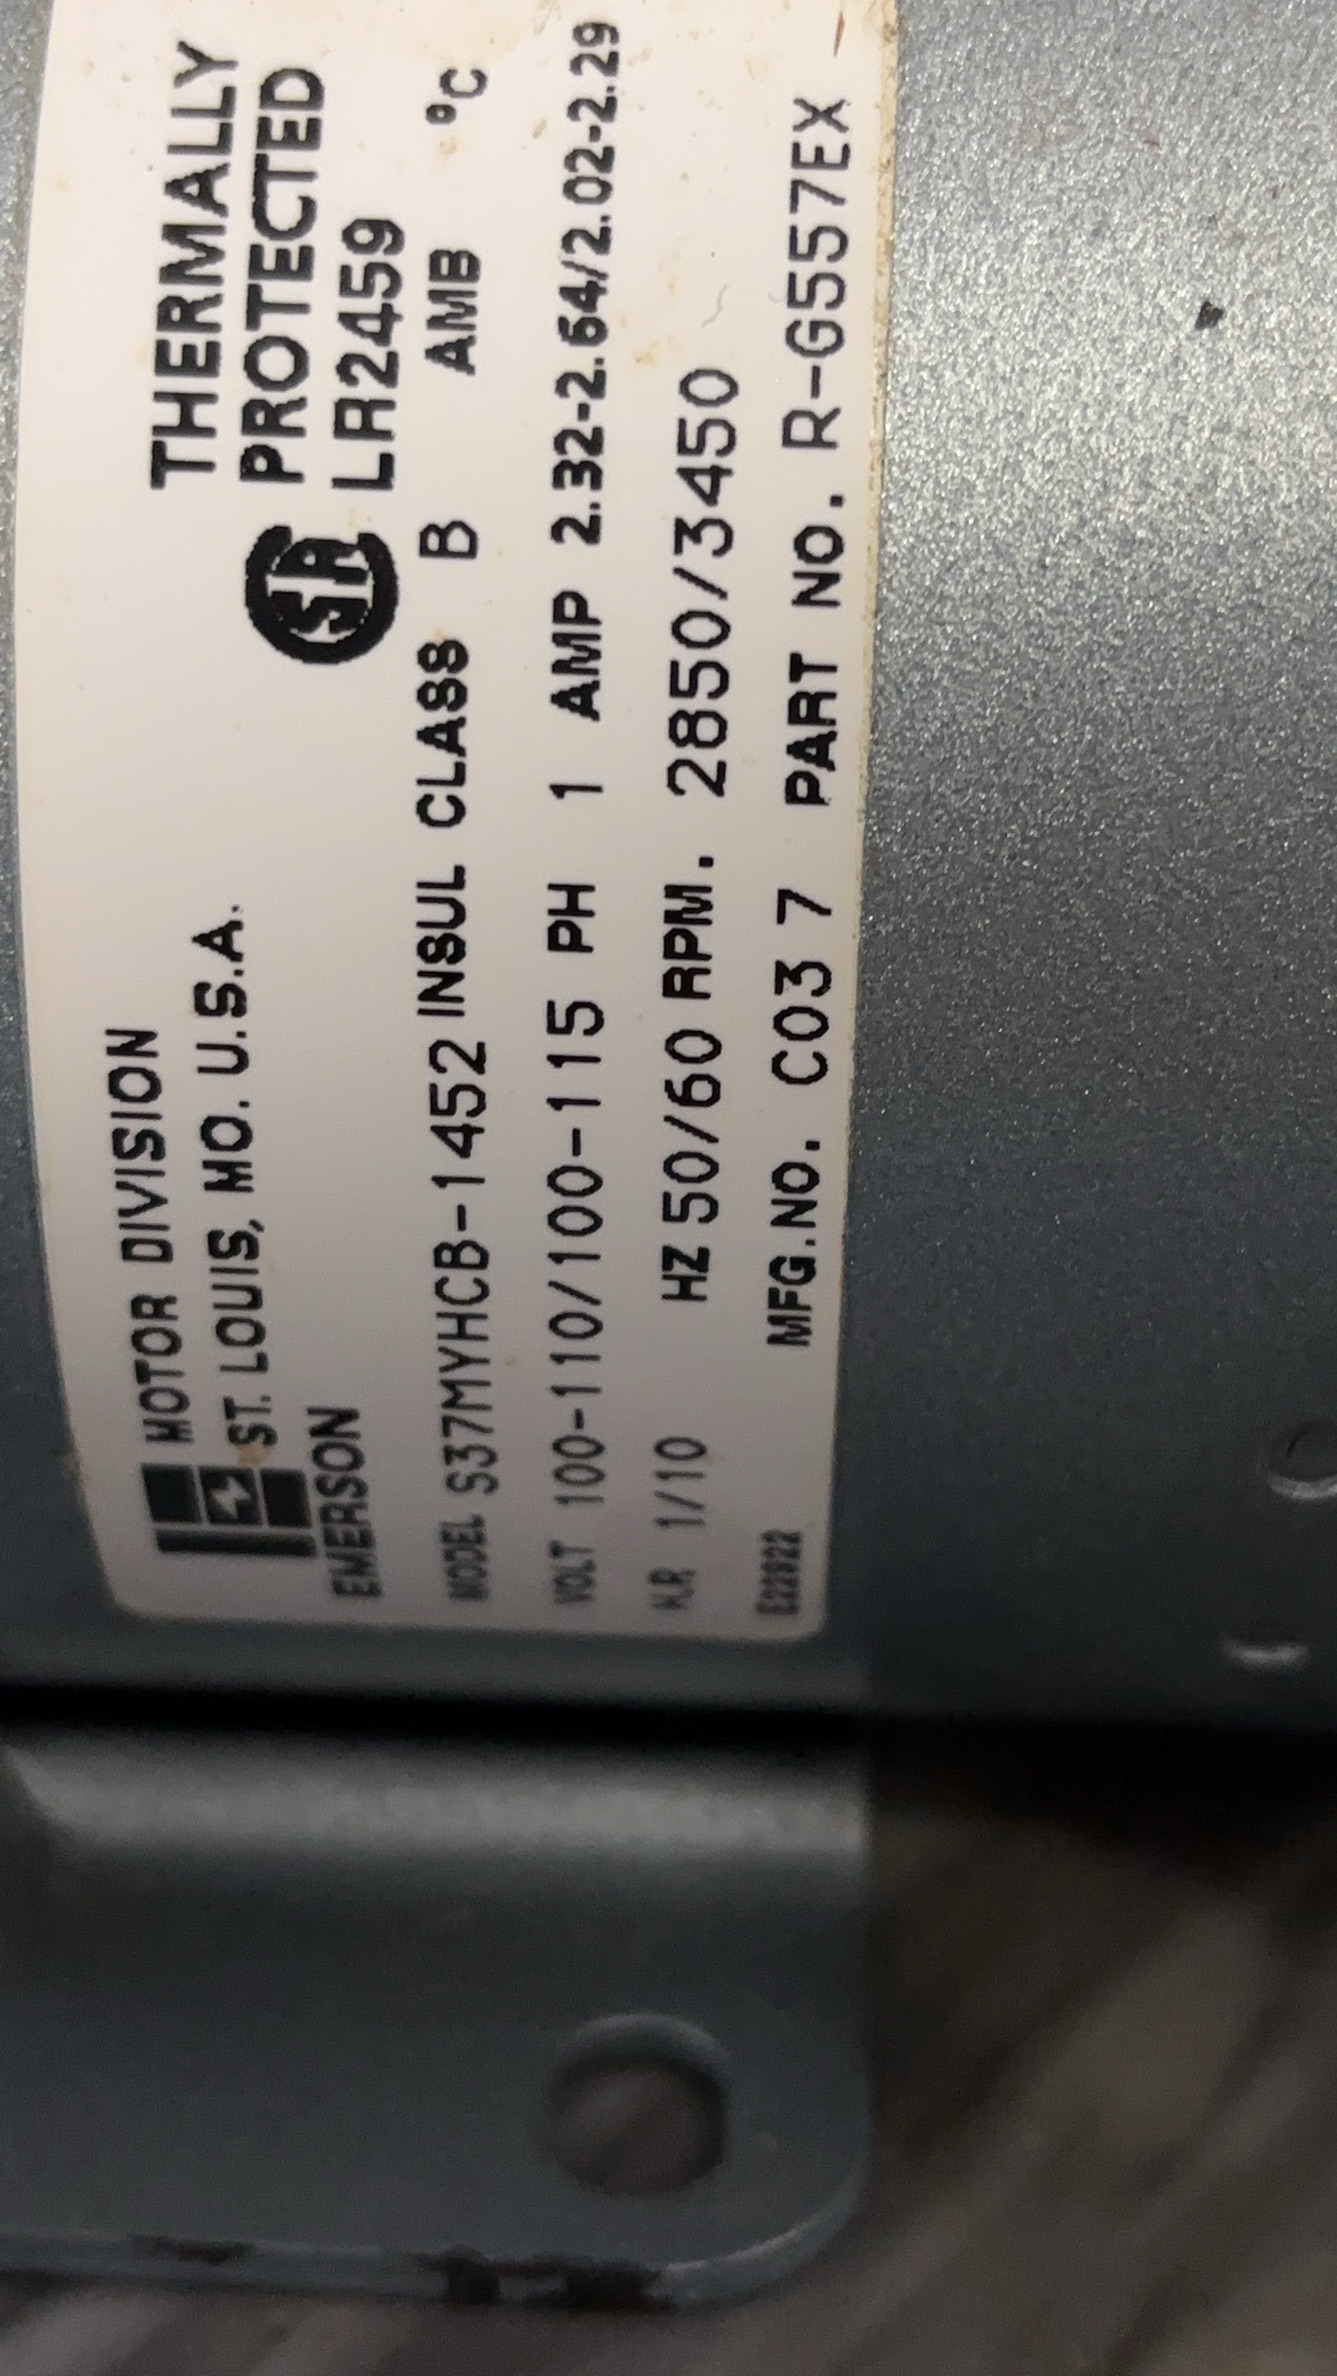 MOTOR DIVISION
ST. LOUIS, MO. U.S.A.
EMERSON
THERMALLY
PROTECTED
SA LR2459
MODEL S37MYHCB-1452 INSUL CLASS B AMB °C
VOLT 100-110/100-115 PH 1 AMP 2.32-2.64/2.02-2.29
H.P. 1/10 HZ 50/60 RPM. 2850/3450
E22922 MFG.NO. C03 7 PART NO. R-G557EX